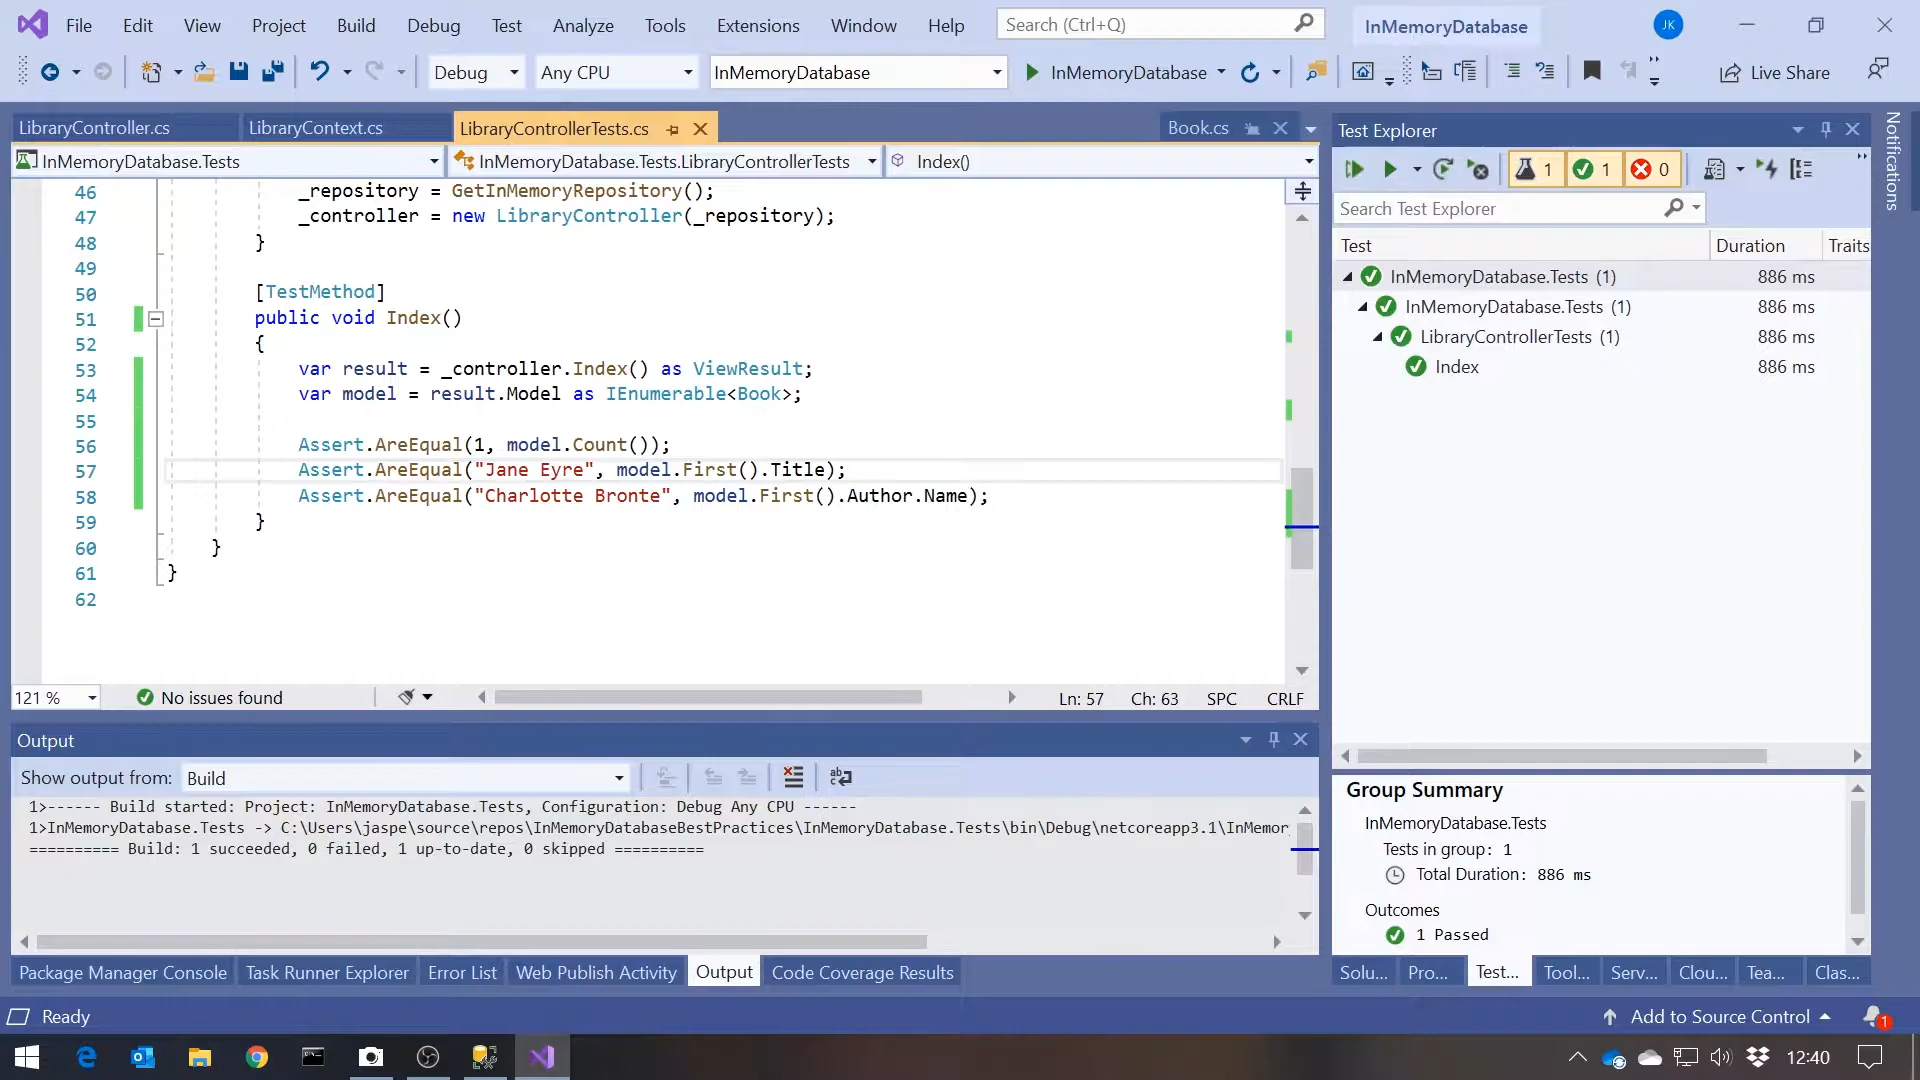 File Edit View Project Build Debug Test Analyze Tools Extensions Window Help Search (Ctrl+Q) InMemoryDatabase JK
Debug Any CPU InMemoryDatabase InMemoryDatabase Live Share
LibraryController.cs LibraryContext.cs LibraryControllerTests.cs Book.cs
InMemoryDatabase.Tests InMemoryDatabase.Tests.LibraryControllerTests Index()
46 _repository = GetInMemoryRepository();
47 _controller = new LibraryController(_repository);
48 }
49
50 [TestMethod]
51 public void Index()
52 {
53 var result = _controller.Index() as ViewResult;
54 var model = result.Model as IEnumerable<Book>;
55
56 Assert.AreEqual(1, model.Count());
57 Assert.AreEqual("Jane Eyre", model.First().Title);
58 Assert.AreEqual("Charlotte Bronte", model.First().Author.Name);
59 }
60 }
61 }
62
121 % No issues found Ln: 57 Ch: 63 SPC CRLF
Output
Show output from: Build
1>------ Build started: Project: InMemoryDatabase.Tests, Configuration: Debug Any CPU ------
1>InMemoryDatabase.Tests -> C:\Users\jaspe\source\repos\InMemoryDatabaseBestPractices\InMemoryDatabase.Tests\bin\Debug\netcoreapp3.1\InMemor
========== Build: 1 succeeded, 0 failed, 1 up-to-date, 0 skipped ==========
Package Manager Console Task Runner Explorer Error List Web Publish Activity Output Code Coverage Results
Test Explorer
1 1 0
Search Test Explorer
Test Duration Traits
InMemoryDatabase.Tests (1) 886 ms
InMemoryDatabase.Tests (1) 886 ms
LibraryControllerTests (1) 886 ms
Index 886 ms
Group Summary
InMemoryDatabase.Tests
Tests in group: 1
Total Duration: 886 ms
Outcomes
1 Passed
Solu... Pro... Test... Tool... Serv... Clou... Tea... Clas...
Notifications
Ready Add to Source Control 1
12:40